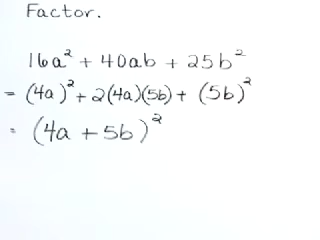 Factor.
16a² + 40ab + 25b²
= (4a)² + 2(4a)(5b) + (5b)²
= (4a + 5b)²